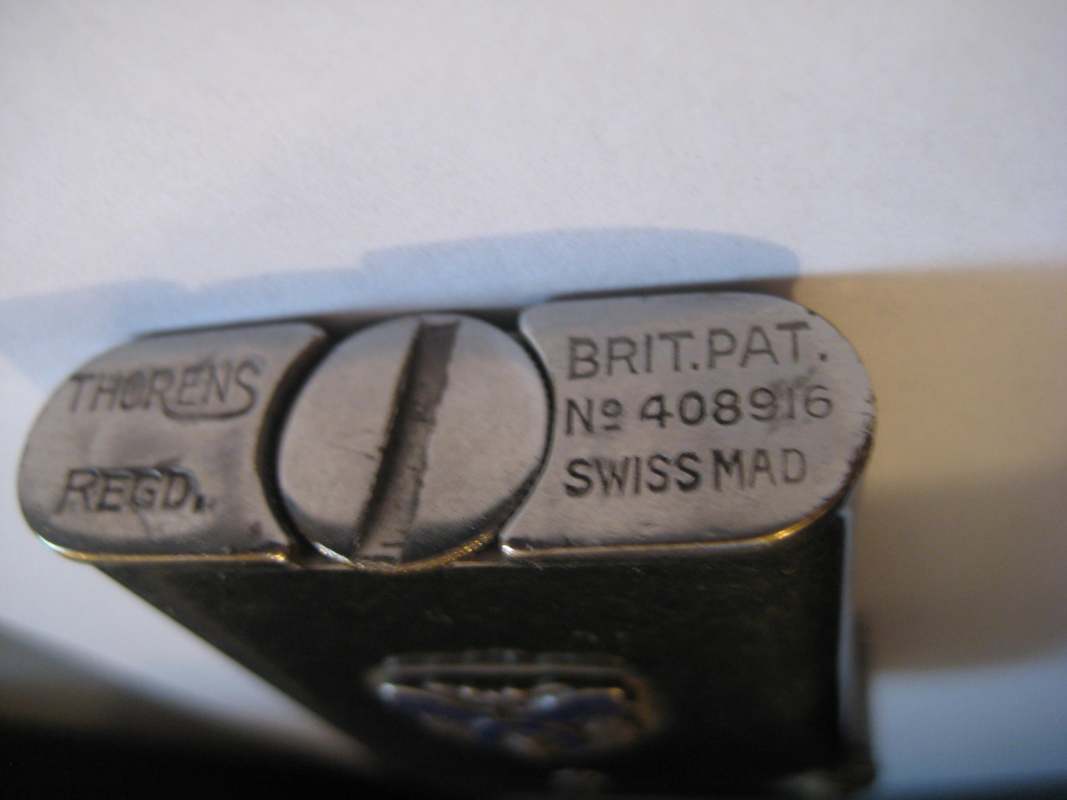 THORENS
REGD.
BRIT.PAT.
Nº 408916
SWISS MAD